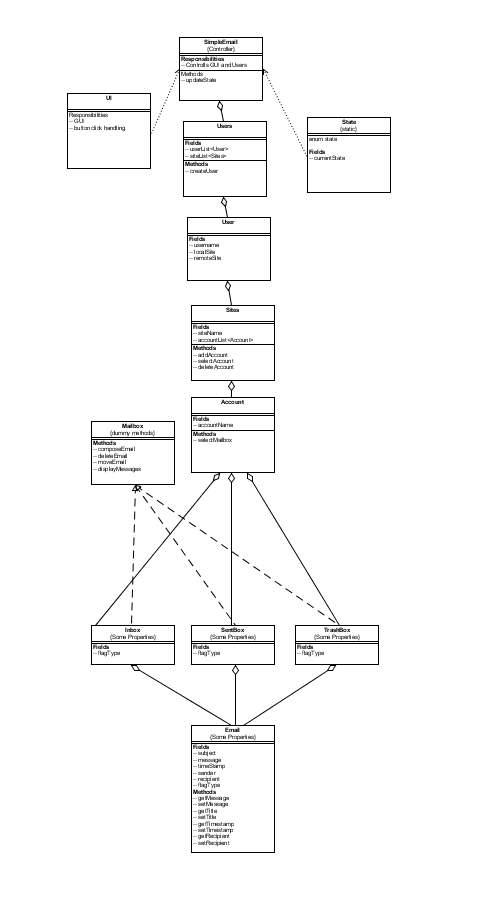 SimpleEmail
(Controller)
Responsibilities
-- Controlls GUI and Users
Methods
-- updateState
UI
Responsibilities
-- GUI
-- button click handling
State
(static)
enum state
Fields
-- currentState
Users
Fields
-- userList<User>
-- siteList<Sites>
Methods
-- createUser
User
Fields
-- username
-- localSite
-- remoteSite
Sites
Fields
-- siteName
-- accountList<Account>
Methods
-- addAccount
-- selectAccount
-- deleteAccount
Account
Fields
-- accountName
Methods
-- selectMailbox
Mailbox
(dummy methods)
Methods
-- composeEmail
-- deleteEmail
-- moveEmail
-- displayMessages
Inbox
(Some Properties)
Fields
-- flagType
SentBox
(Some Properties)
Fields
-- flagType
TrashBox
(Some Properties)
Fields
-- flagType
Email
(Some Properties)
Fields
-- subject
-- message
-- timeStamp
-- sender
-- recipient
-- flagType
Methods
-- getMessage
-- setMessage
-- getTitle
-- setTitle
-- getTimestamp
-- setTimestamp
-- getRecipient
-- setRecipient